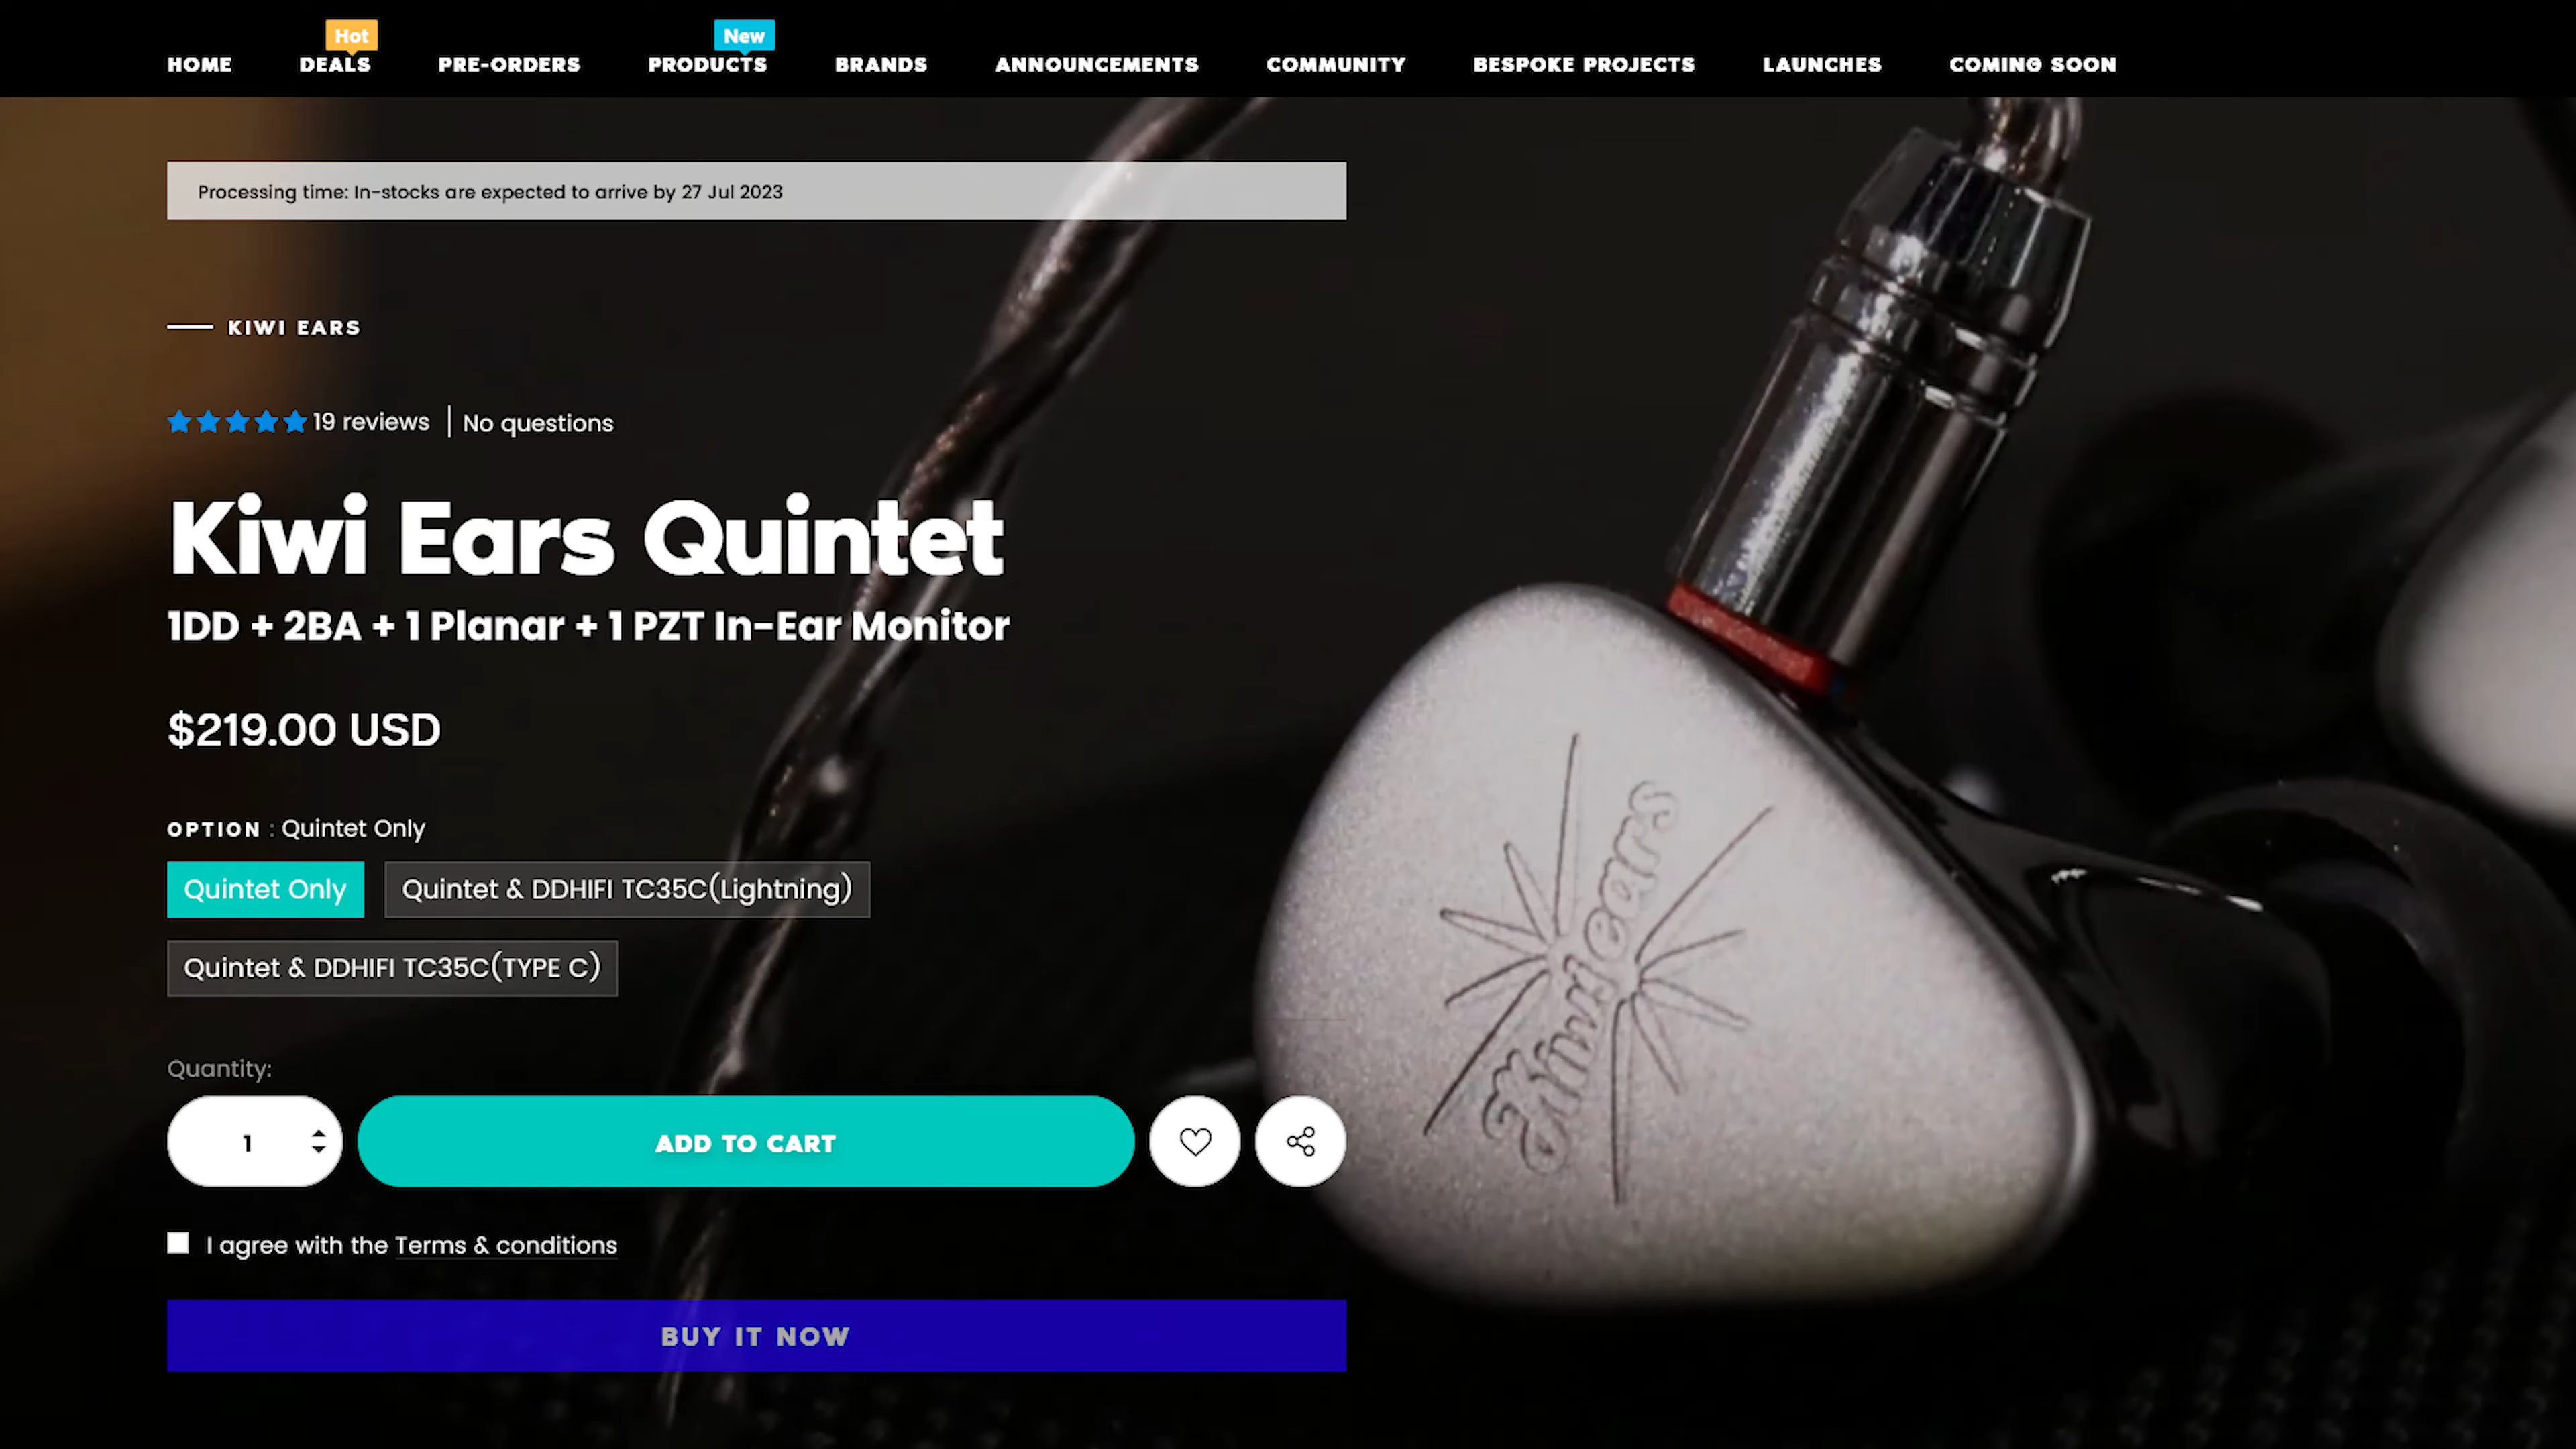 Hot
New
HOME DEALS PRE-ORDERS PRODUCTS BRANDS ANNOUNCEMENTS COMMUNITY BESPOKE PROJECTS LAUNCHES COMING SOON
Processing time: In-stocks are expected to arrive by 27 Jul 2023
KIWI EARS
19 reviews | No questions
Kiwi Ears Quintet
1DD + 2BA + 1 Planar + 1 PZT In-Ear Monitor
$219.00 USD
OPTION : Quintet Only
Quintet Only
Quintet & DDHIFI TC35C(Lightning)
Quintet & DDHIFI TC35C(TYPE C)
Quantity:
1
ADD TO CART
I agree with the Terms & conditions
BUY IT NOW
Kiwi ears